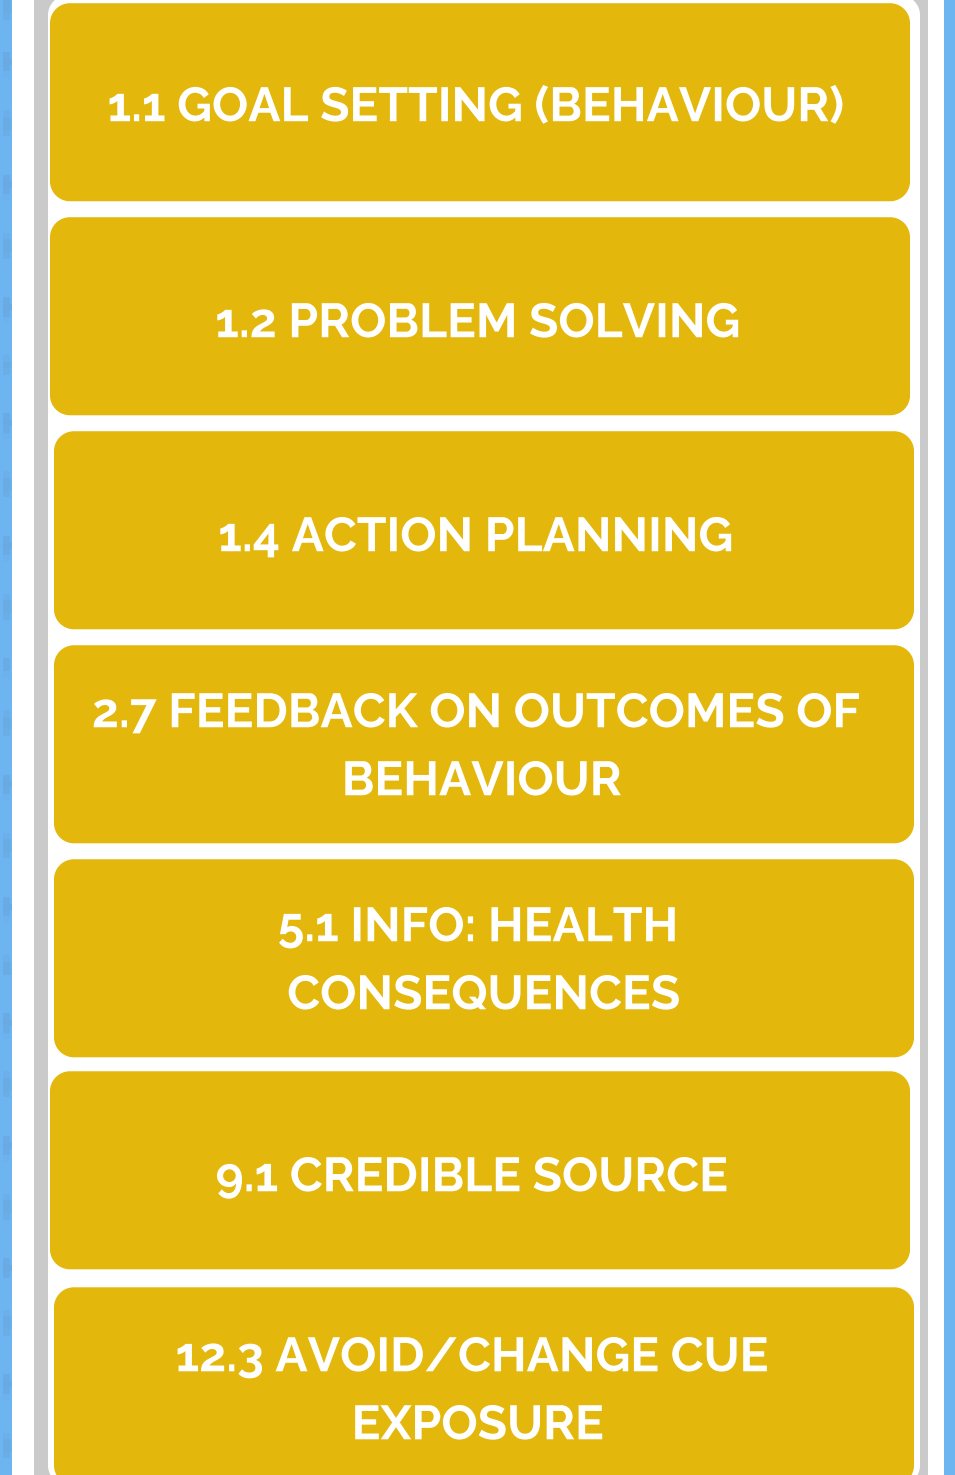 1.1 GOAL SETTING (BEHAVIOUR)
1.2 PROBLEM SOLVING
1.4 ACTION PLANNING
2.7 FEEDBACK ON OUTCOMES OF
BEHAVIOUR
5.1 INFO: HEALTH
CONSEQUENCES
9.1 CREDIBLE SOURCE
12.3 AVOID/CHANGE CUE
EXPOSURE